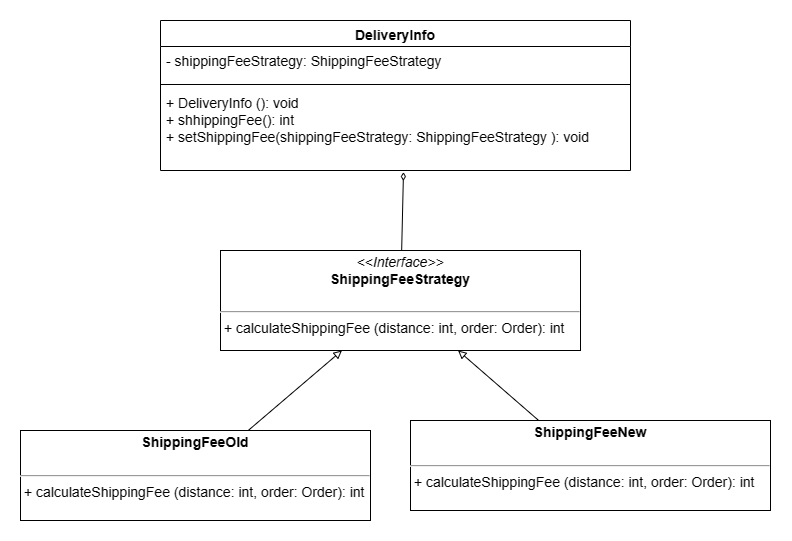 DeliveryInfo
- shippingFeeStrategy: ShippingFeeStrategy
+ DeliveryInfo (): void
+ shhippingFee(): int
+ setShippingFee(shippingFeeStrategy: ShippingFeeStrategy ): void
<<Interface>>
ShippingFeeStrategy
+ calculateShippingFee (distance: int, order: Order): int
ShippingFeeOld
+ calculateShippingFee (distance: int, order: Order): int
ShippingFeeNew
+ calculateShippingFee (distance: int, order: Order): int